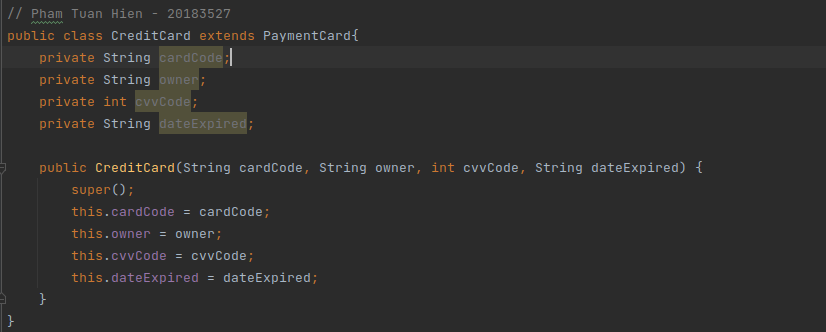 // Pham Tuan Hien - 20183527
public class CreditCard extends PaymentCard{
    private String cardCode;
    private String owner;
    private int cvvCode;
    private String dateExpired;

    public CreditCard(String cardCode, String owner, int cvvCode, String dateExpired) {
        super();
        this.cardCode = cardCode;
        this.owner = owner;
        this.cvvCode = cvvCode;
        this.dateExpired = dateExpired;
    }
}